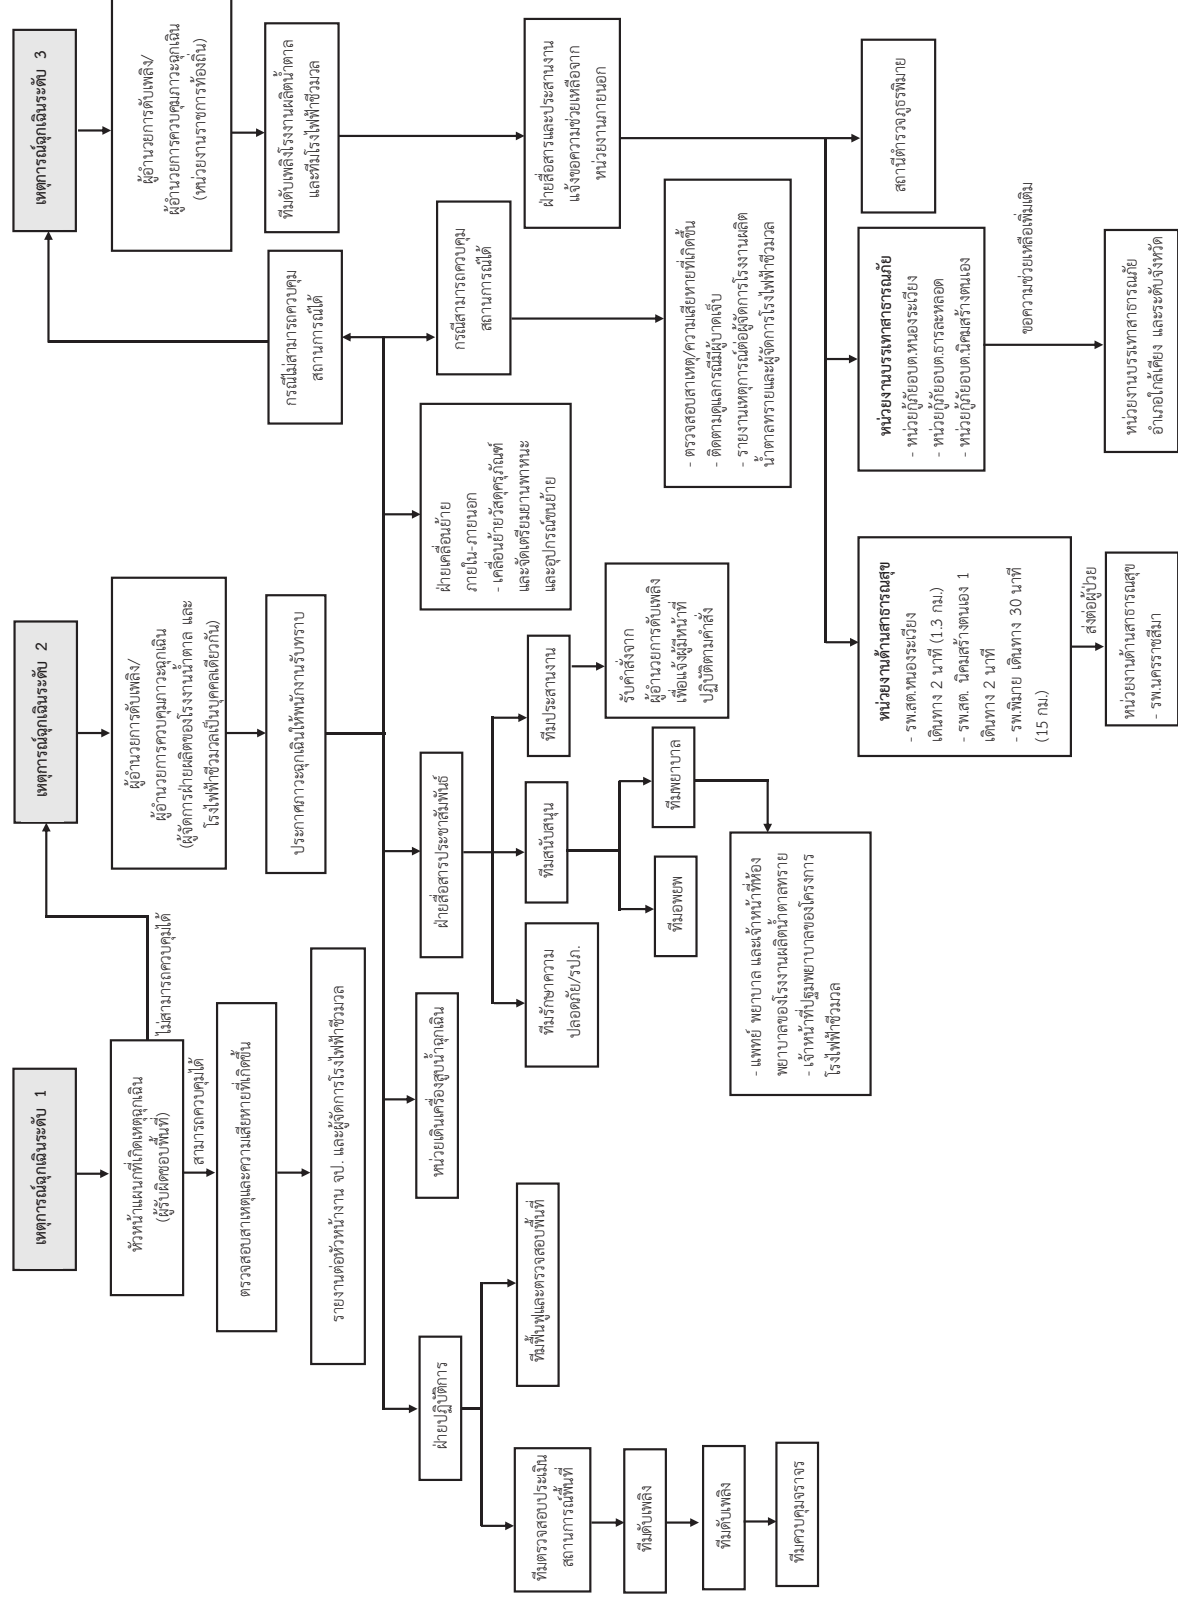 เหตุการณ์ฉุกเฉินระดับ 1
หัวหน้าแผนกที่เกิดเหตุฉุกเฉิน
(ผู้รับผิดชอบพื้นที่)
ไม่สามารถควบคุมได้
สามารถควบคุมได้
ตรวจสอบสาเหตุและความเสียหายที่เกิดขึ้น
รายงานต่อหัวหน้างาน จป. และผู้จัดการโรงไฟฟ้าชีวมวล
เหตุการณ์ฉุกเฉินระดับ 2
ผู้อำนวยการดับเพลิง/
ผู้อำนวยการควบคุมภาวะฉุกเฉิน
(ผู้จัดการฝ่ายผลิตของโรงงานน้ำตาล และ
โรงไฟฟ้าชีวมวลเป็นบุคคลเดียวกัน)
ประกาศภาวะฉุกเฉินให้พนักงานรับทราบ
เหตุการณ์ฉุกเฉินระดับ 3
ผู้อำนวยการดับเพลิง/
ผู้อำนวยการควบคุมภาวะฉุกเฉิน
(หน่วยงานราชการท้องถิ่น)
ทีมดับเพลิงโรงงานผลิตน้ำตาล
และทีมโรงไฟฟ้าชีวมวล
กรณีไม่สามารถควบคุม
สถานการณ์ได้
ฝ่ายปฏิบัติการ
หน่วยเดินเครื่องสูบน้ำฉุกเฉิน
ฝ่ายสื่อสารประชาสัมพันธ์
ฝ่ายเคลื่อนย้าย
ภายใน-ภายนอก
- เคลื่อนย้ายวัสดุครุภัณฑ์
และจัดเตรียมยานพาหนะ
และอุปกรณ์ขนย้าย
กรณีสามารถควบคุม
สถานการณ์ได้
ฝ่ายสื่อสารและประสานงาน
แจ้งขอความช่วยเหลือจาก
หน่วยงานภายนอก
ทีมตรวจสอบประเมิน
สถานการณ์พื้นที่
ทีมฟื้นฟูและตรวจสอบพื้นที่
ทีมรักษาความ
ปลอดภัย/รปภ.
ทีมสนับสนุน
ทีมประสานงาน
ทีมดับเพลิง
ทีมอพยพ
ทีมพยาบาล
รับคำสั่งจาก
ผู้อำนวยการดับเพลิง
เพื่อแจ้งผู้มีหน้าที่
ปฏิบัติตามคำสั่ง
- ตรวจสอบสาเหตุ/ความเสียหายที่เกิดขึ้น
- ติดตามดูแลกรณีมีผู้บาดเจ็บ
- รายงานเหตุการณ์ต่อผู้จัดการโรงงานผลิต
น้ำตาลทรายและผู้จัดการโรงไฟฟ้าชีวมวล
ทีมดับเพลิง
ทีมควบคุมจราจร
- แพทย์ พยาบาล และเจ้าหน้าที่ห้อง
พยาบาลของโรงงานผลิตน้ำตาลทราย
- เจ้าหน้าที่ปฐมพยาบาลของโครงการ
โรงไฟฟ้าชีวมวล
หน่วยงานด้านสาธารณสุข
- รพ.สต.หนองระเวียง
เดินทาง 2 นาที (1.3 กม.)
- รพ.สต. นิคมสร้างตนเอง 1
เดินทาง 2 นาที
- รพ.พิมาย เดินทาง 30 นาที
(15 กม.)
หน่วยงานบรรเทาสาธารณภัย
- หน่วยกู้ภัยอบต.หนองระเวียง
- หน่วยกู้ภัยอบต.ธารละหลอด
- หน่วยกู้ภัยอบต.นิคมสร้างตนเอง
สถานีตำรวจภูธรพิมาย
ส่งต่อผู้ป่วย
ขอความช่วยเหลือเพิ่มเติม
หน่วยงานด้านสาธารณสุข
- รพ.นครราชสีมา
หน่วยงานบรรเทาสาธารณภัย
อำเภอใกล้เคียง และระดับจังหวัด